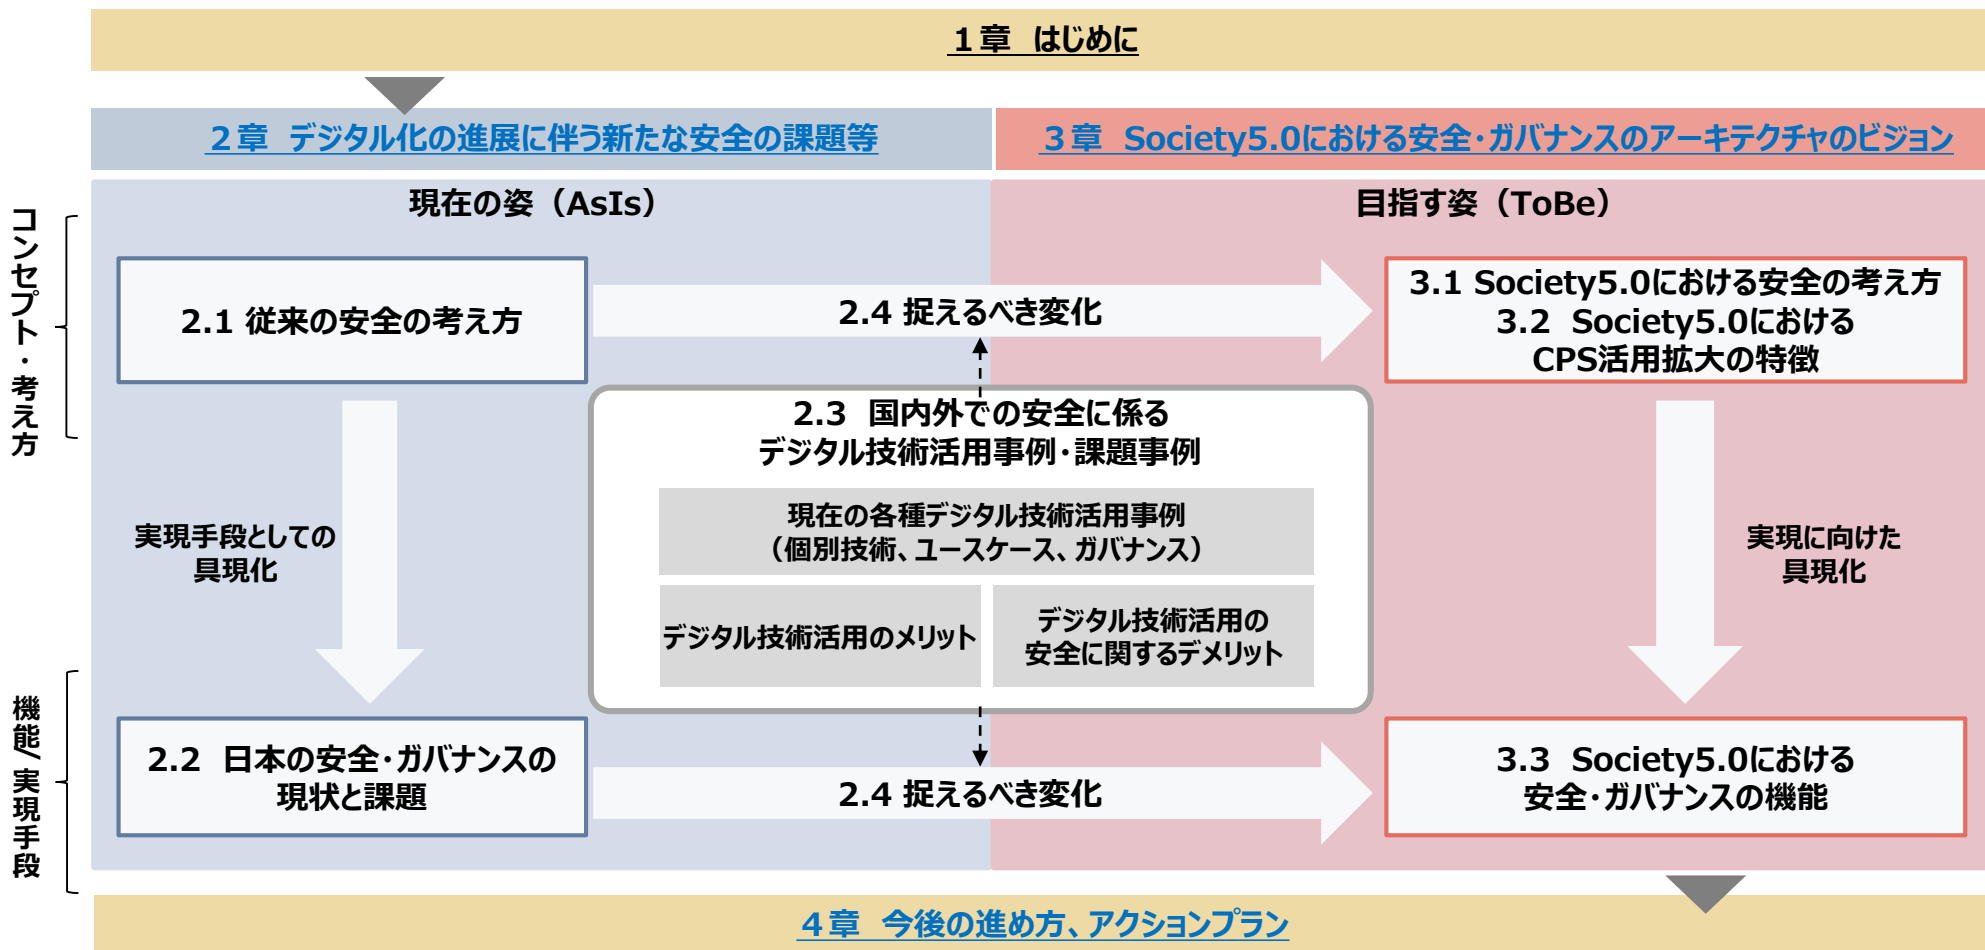 1章 はじめに
2章 デジタル化の進展に伴う新たな安全の課題等
3章 Society5.0における安全・ガバナンスのアーキテクチャのビジョン
現在の姿（AsIs）
目指す姿（ToBe）
コンセプト・考え方
2.1 従来の安全の考え方
2.4 捉えるべき変化
3.1 Society5.0における安全の考え方
3.2 Society5.0における
CPS活用拡大の特徴
2.3 国内外での安全に係る
デジタル技術活用事例・課題事例
現在の各種デジタル技術活用事例
（個別技術、ユースケース、ガバナンス）
デジタル技術活用のメリット
デジタル技術活用の
安全に関するデメリット
実現手段としての
具現化
実現に向けた
具現化
機能/実現手段
2.2 日本の安全・ガバナンスの
現状と課題
2.4 捉えるべき変化
3.3 Society5.0における
安全・ガバナンスの機能
4章 今後の進め方、アクションプラン